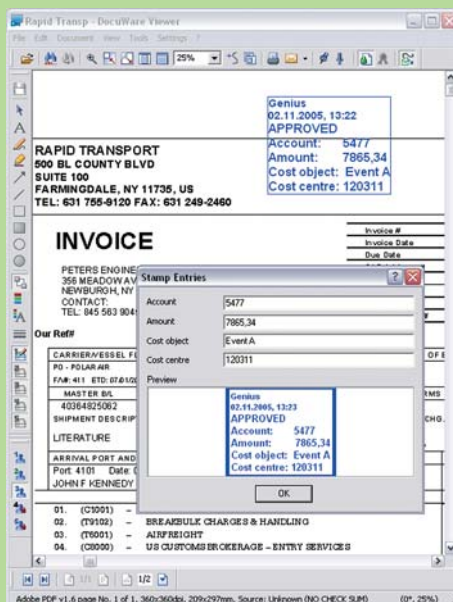 Rapid Transp - DocuWare Viewer
File Edit Document View Tools Settings ?
25%
Genius
02.11.2005, 13:22
APPROVED
Account: 5477
Amount: 7865,34
Cost object: Event A
Cost centre: 120311
RAPID TRANSPORT
500 BL COUNTY BLVD
SUITE 100
FARMINGDALE, NY 11735, US
TEL: 631 755-9120 FAX: 631 249-2460
INVOICE
Invoice #
Invoice Date
Due Date
PETERS ENGINE
356 MEADOW AV
NEWBURGH, NY
CONTACT:
TEL: 845 563 904
Our Ref#
Stamp Entries
Account 5477
Amount 7865,34
Cost object Event A
Cost centre 120311
Preview
Genius
02.11.2005, 13:23
APPROVED
Account: 5477
Amount: 7865,34
Cost object: Event A
Cost centre: 120311
OK
CARRIER/VESSEL FL
PO - POLAR AIR
MASTER B/L
40364825062
SHIPMENT DESCRIP
LITERATURE
ARRIVAL PORT AND
Port 4101 Date:
JOHN F KENNEDY
OF E
RMS
CHG.
01. (C1001) -
02. (T9102) - BREAKBULK CHARGES & HANDLING
03. (T6001) - AIRFREIGHT
04. (C8000) - US CUSTOMS BROKERAGE - ENTRY SERVICES
1/1 1/2
Adobe PDF v1.6 page No. 1 of 1, 360x360dpi, 209x297mm, Source: Unknown (NO CHECK SUM) (0°, 25%)